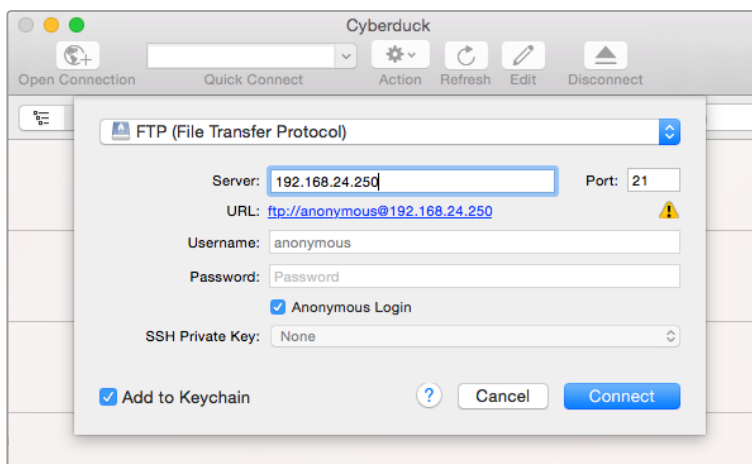 Cyberduck
Open Connection Quick Connect Action Refresh Edit Disconnect
FTP (File Transfer Protocol)
Server: 192.168.24.250 Port: 21
URL: ftp://anonymous@192.168.24.250
Username: anonymous
Password: Password
Anonymous Login
SSH Private Key: None
Add to Keychain ? Cancel Connect